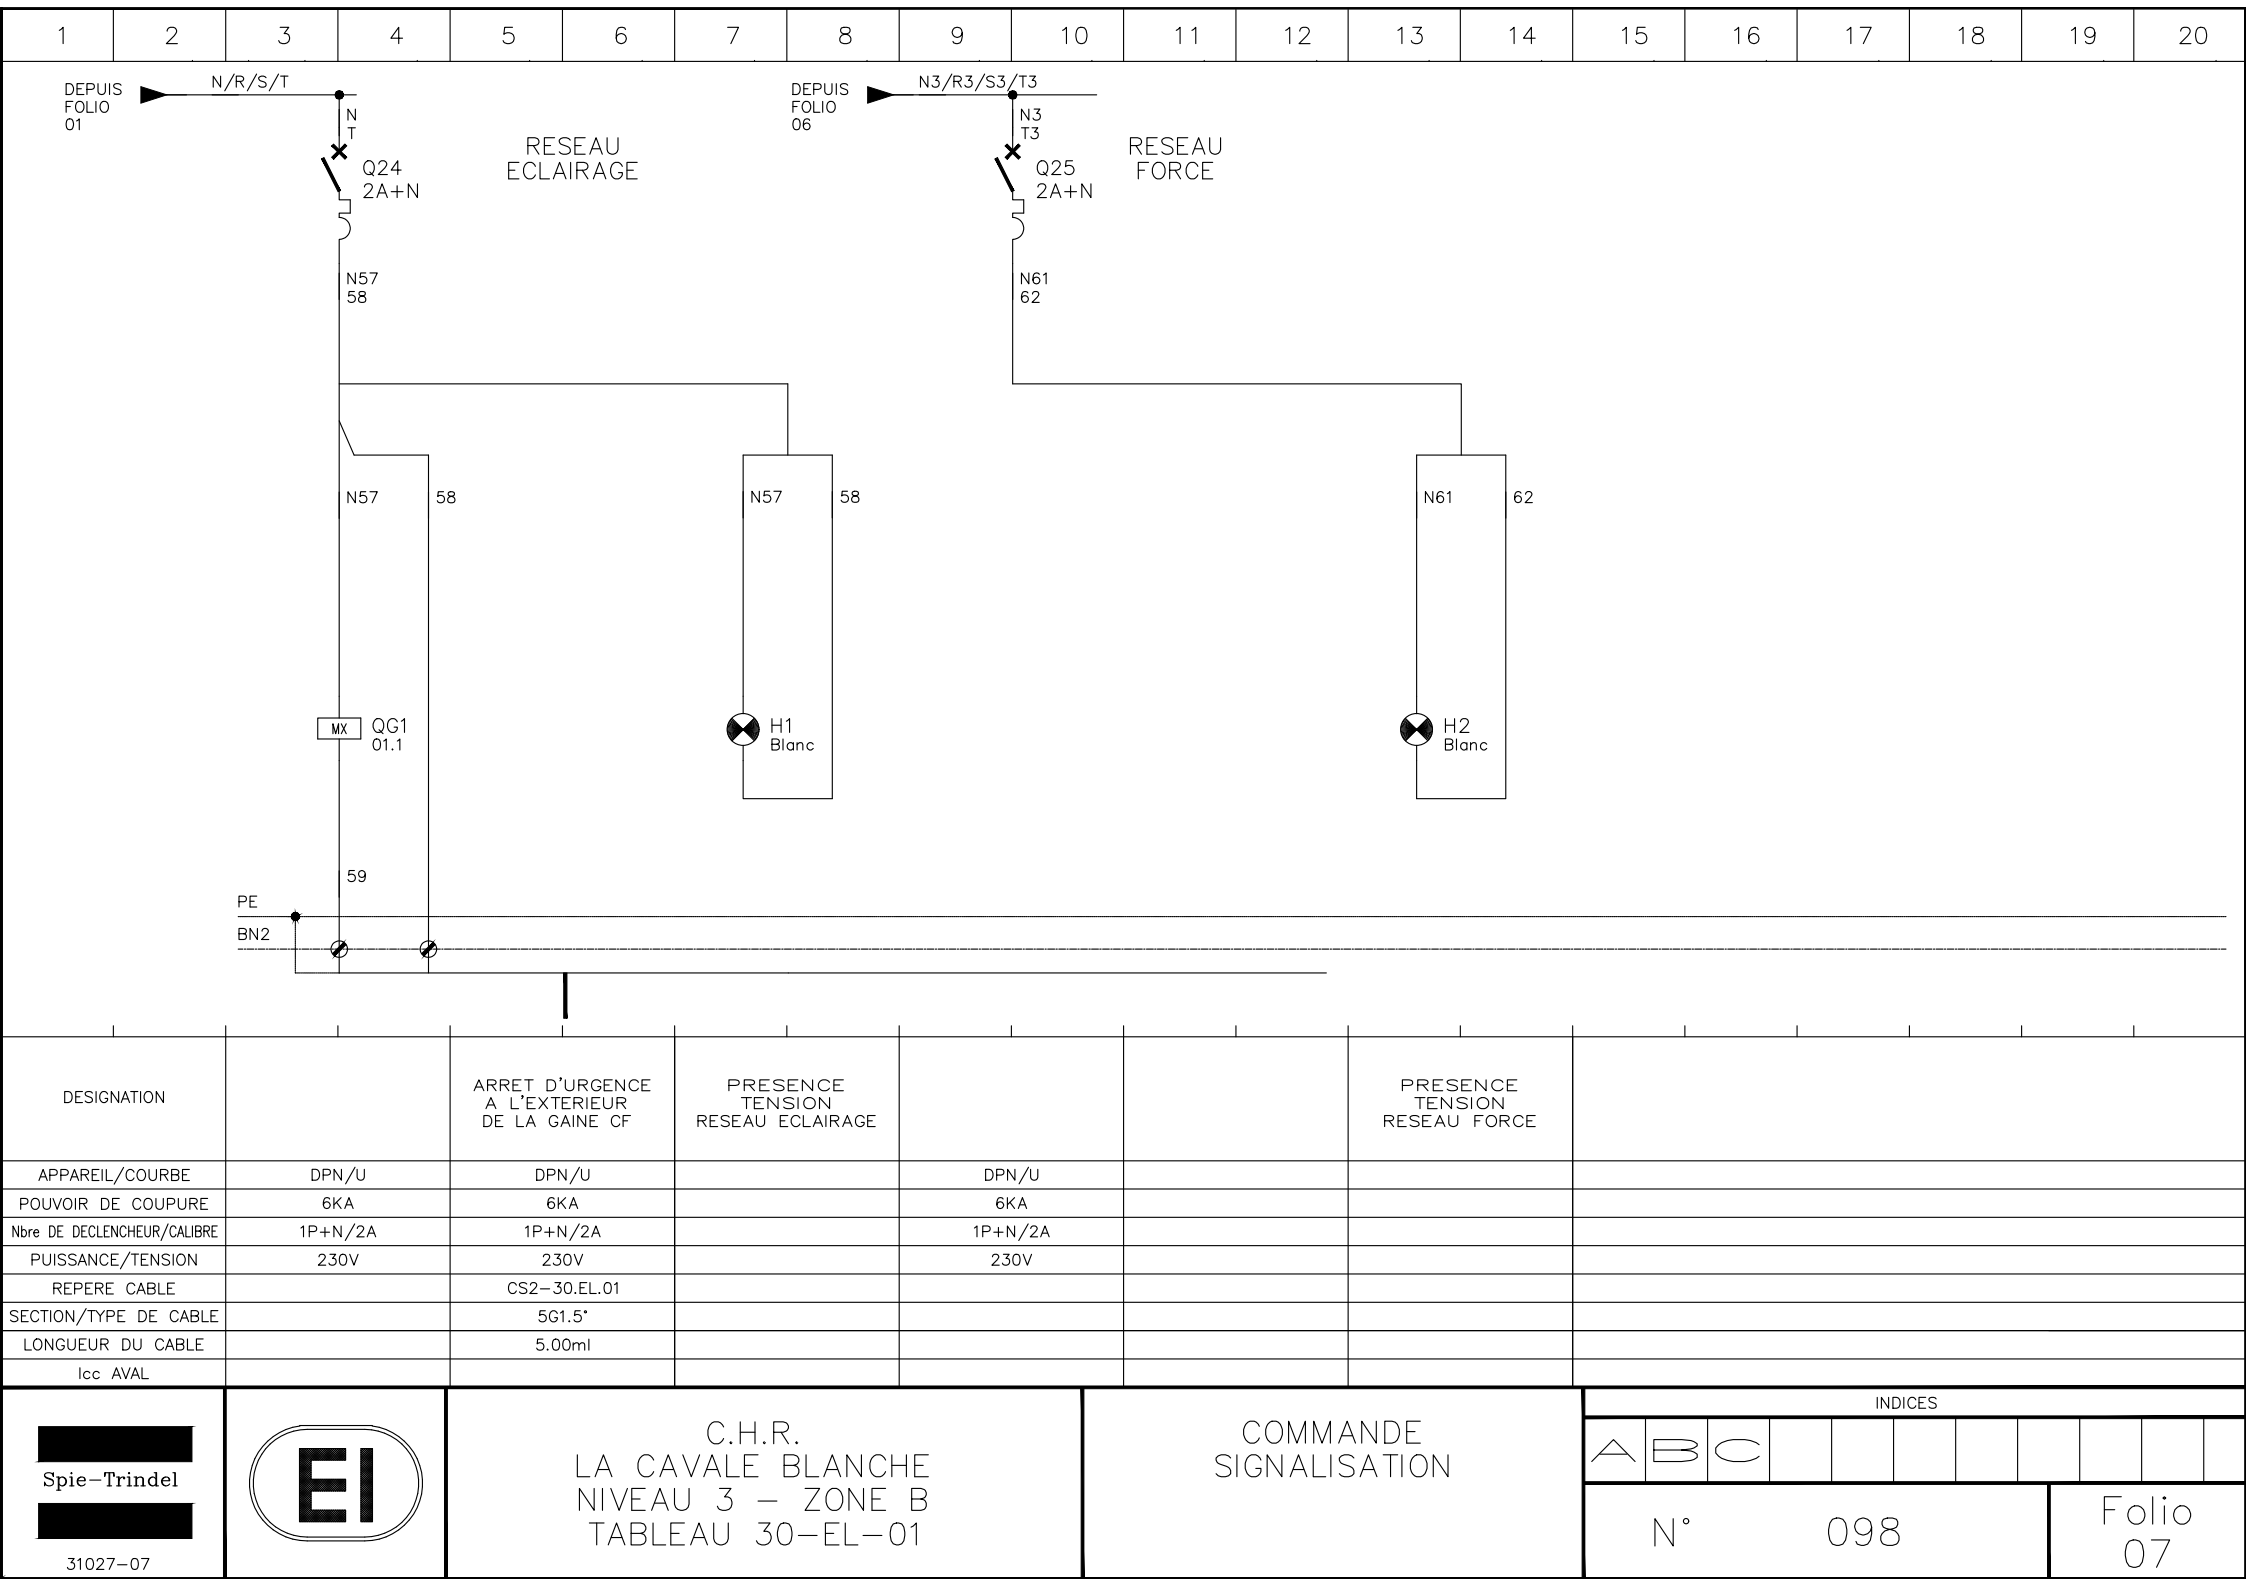 1 2 3 4 5 6 7 8 9 10 11 12 13 14 15 16 17 18 19 20
DEPUIS
FOLIO
01
N/R/S/T
N
T
Q24
2A+N
RESEAU
ECLAIRAGE
DEPUIS
FOLIO
06
N3/R3/S3/T3
N3
T3
Q25
2A+N
RESEAU
FORCE
N57
58
N61
62
N57
58
N57
58
N61
62
MX
QG1
01.1
H1
Blanc
H2
Blanc
59
PE
BN2
DESIGNATION
ARRET D'URGENCE
A L'EXTERIEUR
DE LA GAINE CF
PRESENCE
TENSION
RESEAU ECLAIRAGE
PRESENCE
TENSION
RESEAU FORCE
APPAREIL/COURBE DPN/U DPN/U DPN/U
POUVOIR DE COUPURE 6KA 6KA 6KA
Nbre DE DECLENCHEUR/CALIBRE 1P+N/2A 1P+N/2A 1P+N/2A
PUISSANCE/TENSION 230V 230V 230V
REPERE CABLE CS2-30.EL.01
SECTION/TYPE DE CABLE 5G1.5°
LONGUEUR DU CABLE 5.00ml
Icc AVAL
Spie-Trindel
31027-07
EI
C.H.R.
LA CAVALE BLANCHE
NIVEAU 3 - ZONE B
TABLEAU 30-EL-01
COMMANDE
SIGNALISATION
INDICES
A B C
N° 098
Folio
07